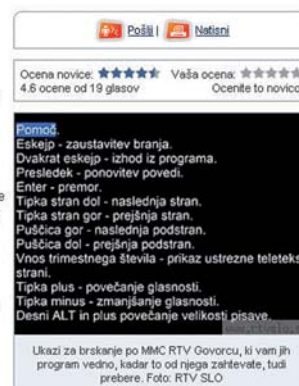 Pošlji | Natisni
Ocena novice: Vaša ocena:
4.6 ocene od 19 glasov Ocenite to novico
Pomoč.
Eskejp - zaustavitev branja.
Dvakrat eskejp - izhod iz programa.
Presledek - ponovitev povedi.
Enter - premor.
Tipka stran dol - naslednja stran.
Tipka stran gor - prejšnja stran.
Puščica gor - naslednja podstran.
Puščica dol - prejšnja podstran.
Vnos trimestnega števila - prikaz ustrezne teleteks
strani.
Tipka plus - povečanje glasnosti.
Tipka minus - zmanjšanje glasnosti.
Desni ALT in plus povečanje velikosti pisave.
Ukazi za brskanje po MMC RTV Govorcu, ki vam jih
program vedno, kadar to od njega zahtevate, tudi
prebere. Foto: RTV SLO